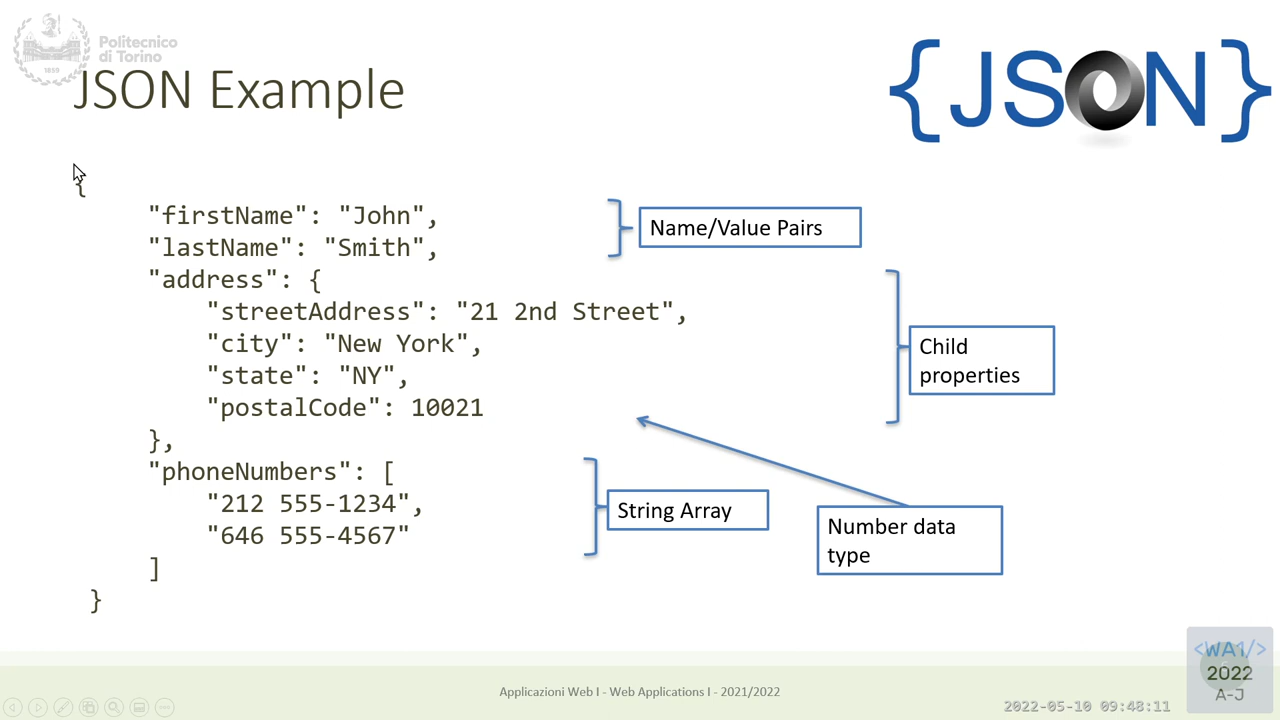 Politecnico
di Torino
1859
JSON Example
{JSON}
{
"firstName": "John",
"lastName": "Smith",
"address": {
"streetAddress": "21 2nd Street",
"city": "New York",
"state": "NY",
"postalCode": 10021
},
"phoneNumbers": [
"212 555-1234",
"646 555-4567"
]
}
Name/Value Pairs
Child
properties
String Array
Number data
type
Applicazioni Web I - Web Applications I - 2021/2022
<WA1/>
2022
A-J
2022-05-10 09:48:11